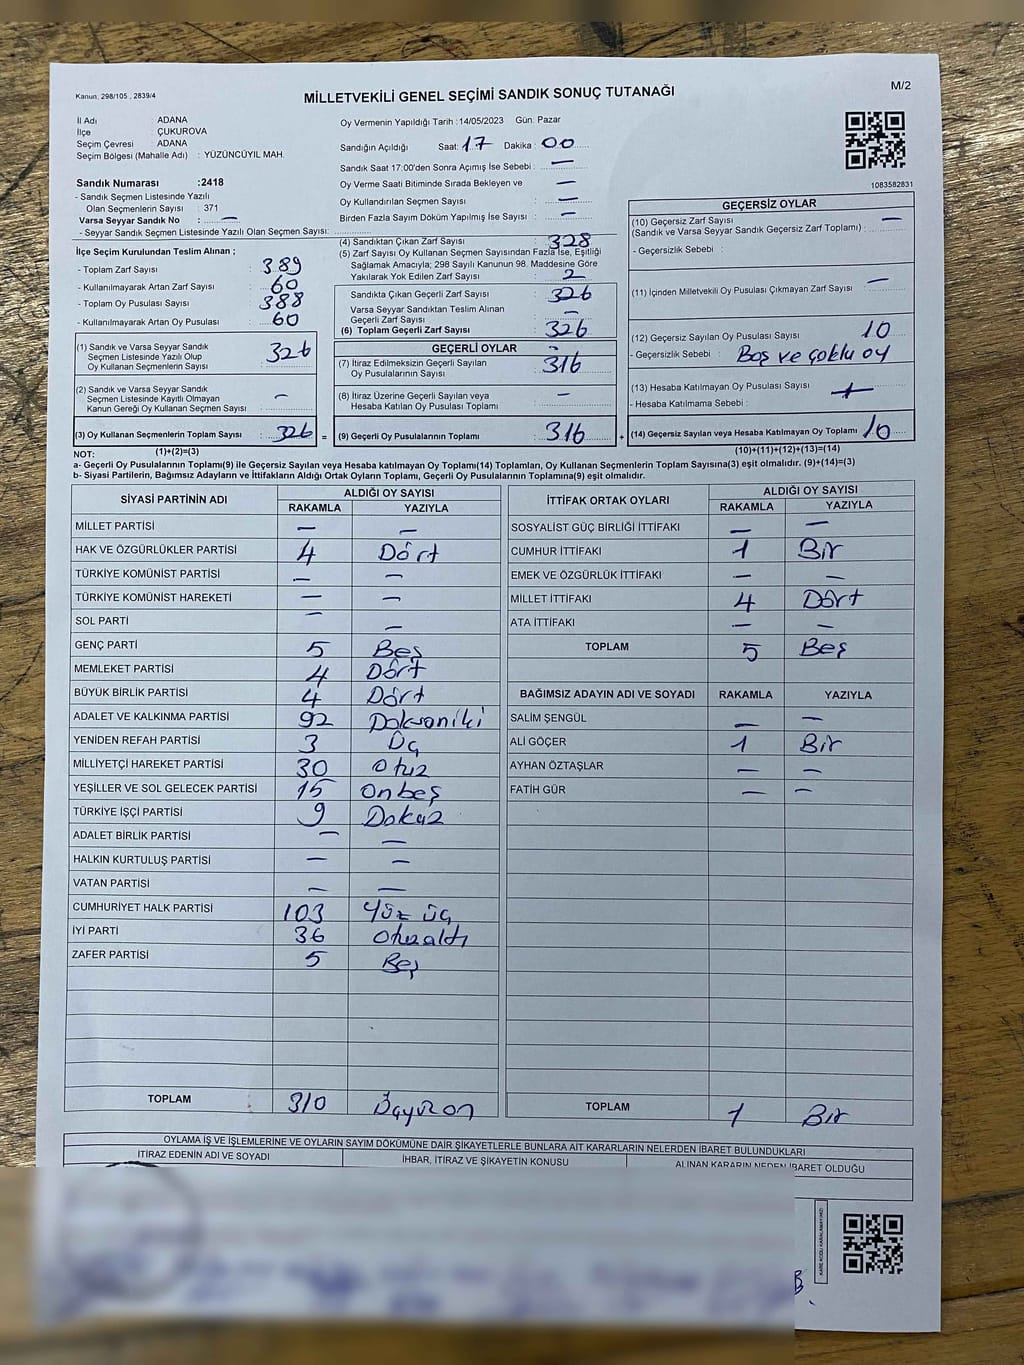 Kanun, 298/105 , 2839/4
MİLLETVEKİLİ GENEL SEÇİMİ SANDIK SONUÇ TUTANAĞI
M/2
İl Adı ADANA
İlçe ÇUKUROVA
Seçim Çevresi : ADANA
Seçim Bölgesi (Mahalle Adı) : YÜZÜNCÜYIL MAH.
Sandık Numarası :2418
- Sandık Seçmen Listesinde Yazılı
Olan Seçmenlerin Sayısı : 371
Varsa Seyyar Sandık No : —
- Seyyar Sandık Seçmen Listesinde Yazılı Olan Seçmen Sayısı:
Oy Vermenin Yapıldığı Tarih :14/05/2023 Gün. Pazar
Sandığın Açıldığı Saat: 17 Dakika : 00
Sandık Saat 17:00'den Sonra Açımış İse Sebebi : —
Oy Verme Saati Bitiminde Sırada Bekleyen ve —
Oy Kullandırılan Seçmen Sayısı : —
Birden Fazla Sayım Döküm Yapılmış İse Sayısı : —
1083582831
İlçe Seçim Kurulundan Teslim Alınan ;
- Toplam Zarf Sayısı : 389
- Kullanılmayarak Artan Zarf Sayısı : 60
- Toplam Oy Pusulası Sayısı : 388
- Kullanılmayarak Artan Oy Pusulası : 60
(1) Sandık ve Varsa Seyyar Sandık
Seçmen Listesinde Yazılı Olup
Oy Kullanan Seçmenlerin Sayısı : 326
(2) Sandık ve Varsa Seyyar Sandık
Seçmen Listesinde Kayıtlı Olmayan
Kanun Gereği Oy Kullanan Seçmen Sayısı : —
(3) Oy Kullanan Seçmenlerin Toplam Sayısı : 326
(1)+(2)=(3)
(4) Sandıktan Çıkan Zarf Sayısı : 328
(5) Zarf Sayısı Oy Kullanan Seçmen Sayısından Fazla İse, Eşitliği
Sağlamak Amacıyla; 298 Sayılı Kanunun 98. Maddesine Göre
Yakılarak Yok Edilen Zarf Sayısı : 2
Sandıkta Çıkan Geçerli Zarf Sayısı : 326
Varsa Seyyar Sandıktan Teslim Alınan
Geçerli Zarf Sayısı : —
(6) Toplam Geçerli Zarf Sayısı : 326
GEÇERLİ OYLAR
(7) İtiraz Edilmeksizin Geçerli Sayılan
Oy Pusulalarının Sayısı : 316
(8) İtiraz Üzerine Geçerli Sayılan veya
Hesaba Katılan Oy Pusulası Toplamı : —
= (9) Geçerli Oy Pusulalarının Toplamı : 316
GEÇERSİZ OYLAR
(10) Geçersiz Zarf Sayısı —
(Sandık ve Varsa Seyyar Sandık Geçersiz Zarf Toplamı) :
- Geçersizlik Sebebi :
(11) İçinden Milletvekili Oy Pusulası Çıkmayan Zarf Sayısı : —
(12) Geçersiz Sayılan Oy Pusulası Sayısı : 10
- Geçersizlik Sebebi : Boş ve çoklu oy
(13) Hesaba Katılmayan Oy Pusulası Sayısı :
- Hesaba Katılmama Sebebi :
+ (14) Geçersiz Sayılan veya Hesaba Katılmayan Oy Toplamı : 10
(10)+(11)+(12)+(13)=(14)
NOT:
a- Geçerli Oy Pusulalarının Toplamı(9) ile Geçersiz Sayılan veya Hesaba katılmayan Oy Toplamı(14) Toplamları, Oy Kullanan Seçmenlerin Toplam Sayısına(3) eşit olmalıdır. (9)+(14)=(3)
b- Siyasi Partilerin, Bağımsız Adayların ve İttifakların Aldığı Ortak Oyların Toplamı, Geçerli Oy Pusulalarının Toplamına(9) eşit olmalıdır.
SİYASİ PARTİNİN ADI ALDIĞI OY SAYISI
RAKAMLA YAZIYLA
MİLLET PARTİSİ — —
HAK VE ÖZGÜRLÜKLER PARTİSİ 4 Dört
TÜRKİYE KOMÜNİST PARTİSİ — —
TÜRKİYE KOMÜNİST HAREKETİ — —
SOL PARTİ — —
GENÇ PARTİ 5 Beş
MEMLEKET PARTİSİ 4 Dört
BÜYÜK BİRLİK PARTİSİ 4 Dört
ADALET VE KALKINMA PARTİSİ 92 Doksaniki
YENİDEN REFAH PARTİSİ 3 Üç
MİLLİYETÇİ HAREKET PARTİSİ 30 Otuz
YEŞİLLER VE SOL GELECEK PARTİSİ 15 Onbeş
TÜRKİYE İŞÇİ PARTİSİ 9 Dokuz
ADALET BİRLİK PARTİSİ — —
HALKIN KURTULUŞ PARTİSİ — —
VATAN PARTİSİ — —
CUMHURİYET HALK PARTİSİ 103 Yüz üç
İYİ PARTİ 36 Otuzaltı
ZAFER PARTİSİ 5 Beş
TOPLAM 310 Üçyüzon
İTTİFAK ORTAK OYLARI ALDIĞI OY SAYISI
RAKAMLA YAZIYLA
SOSYALİST GÜÇ BİRLİĞİ İTTİFAKI — —
CUMHUR İTTİFAKI 1 Bir
EMEK VE ÖZGÜRLÜK İTTİFAKI — —
MİLLET İTTİFAKI 4 Dört
ATA İTTİFAKI — —
TOPLAM 5 Beş
BAĞIMSIZ ADAYIN ADI VE SOYADI RAKAMLA YAZIYLA
SALİM ŞENGÜL — —
ALİ GÖÇER 1 Bir
AYHAN ÖZTAŞLAR — —
FATİH GÜR — —
TOPLAM 1 Bir
OYLAMA İŞ VE İŞLEMLERİNE VE OYLARIN SAYIM DÖKÜMÜNE DAİR ŞİKAYETLERLE BUNLARA AİT KARARLARIN NELERDEN İBARET BULUNDUKLARI
İTİRAZ EDENİN ADI VE SOYADI İHBAR, İTİRAZ VE ŞİKAYETİN KONUSU ALINAN KARARIN NEDEN İBARET OLDUĞU
KARE KODU KARALAMAYINIZ!